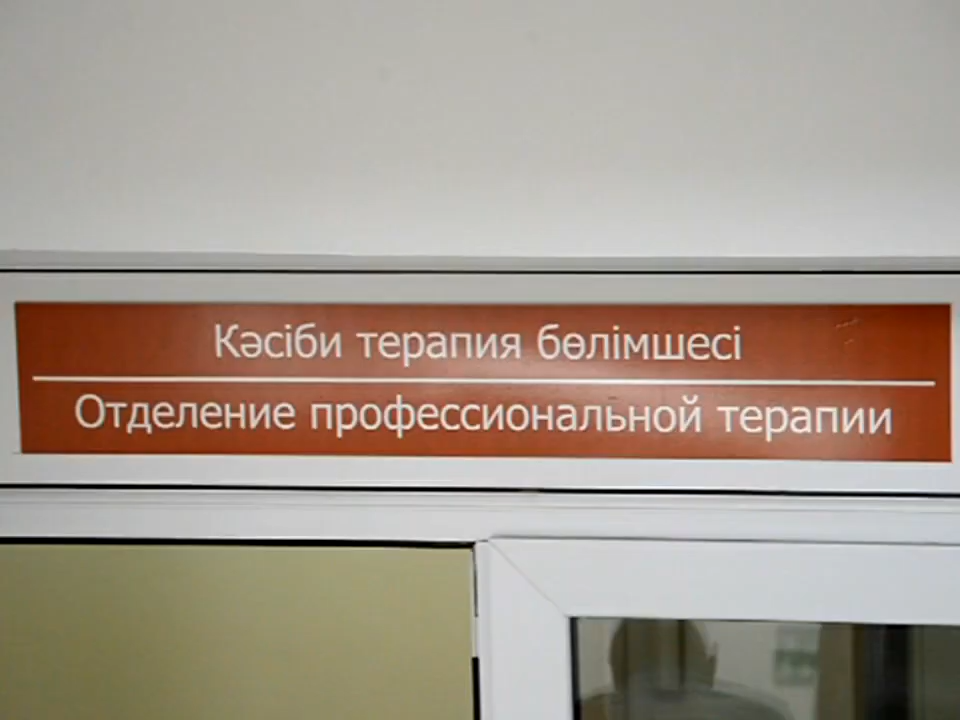 Кәсіби терапия бөлімшесі
Отделение профессиональной терапии